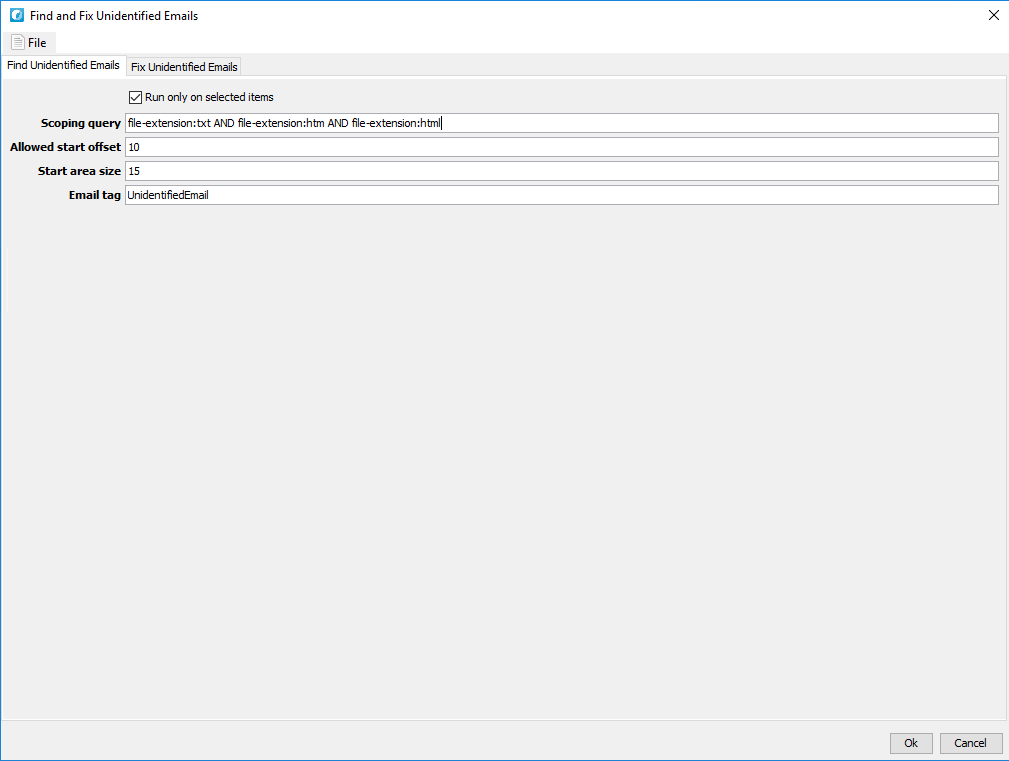 Find and Fix Unidentified Emails
File
Find Unidentified Emails Fix Unidentified Emails
Run only on selected items
Scoping query file-extension:txt AND file-extension:htm AND file-extension:html
Allowed start offset 10
Start area size 15
Email tag UnidentifiedEmail
Ok Cancel